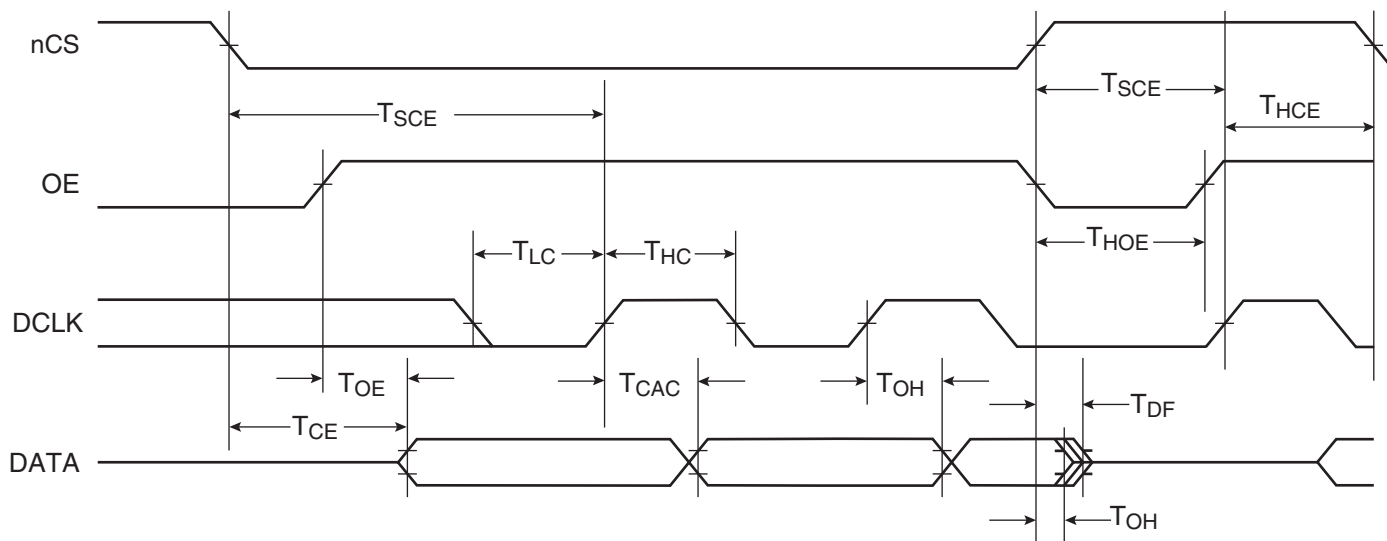 nCS
TSCE
TSCE
THCE
OE
TLC
THC
THOE
DCLK
TOE
TCAC
TOH
TDF
TCE
DATA
TOH